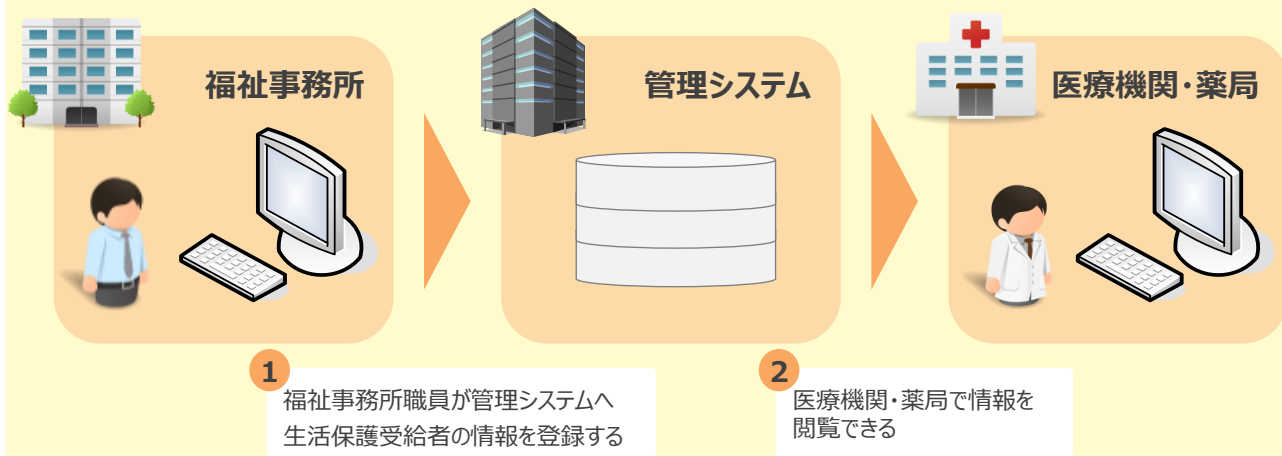 福祉事務所
管理システム
医療機関・薬局
1
福祉事務所職員が管理システムへ
生活保護受給者の情報を登録する
2
医療機関・薬局で情報を
閲覧できる